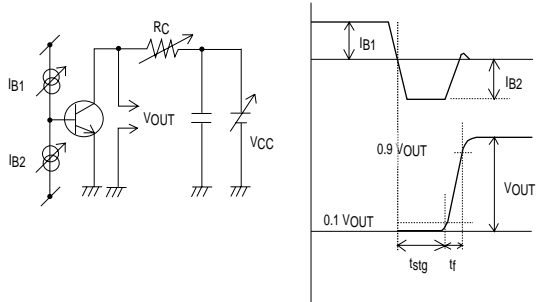 RC
IB1
IB2
VOUT
VCC
IB1
IB2
0.9 VOUT
VOUT
0.1 VOUT
tstg
tf